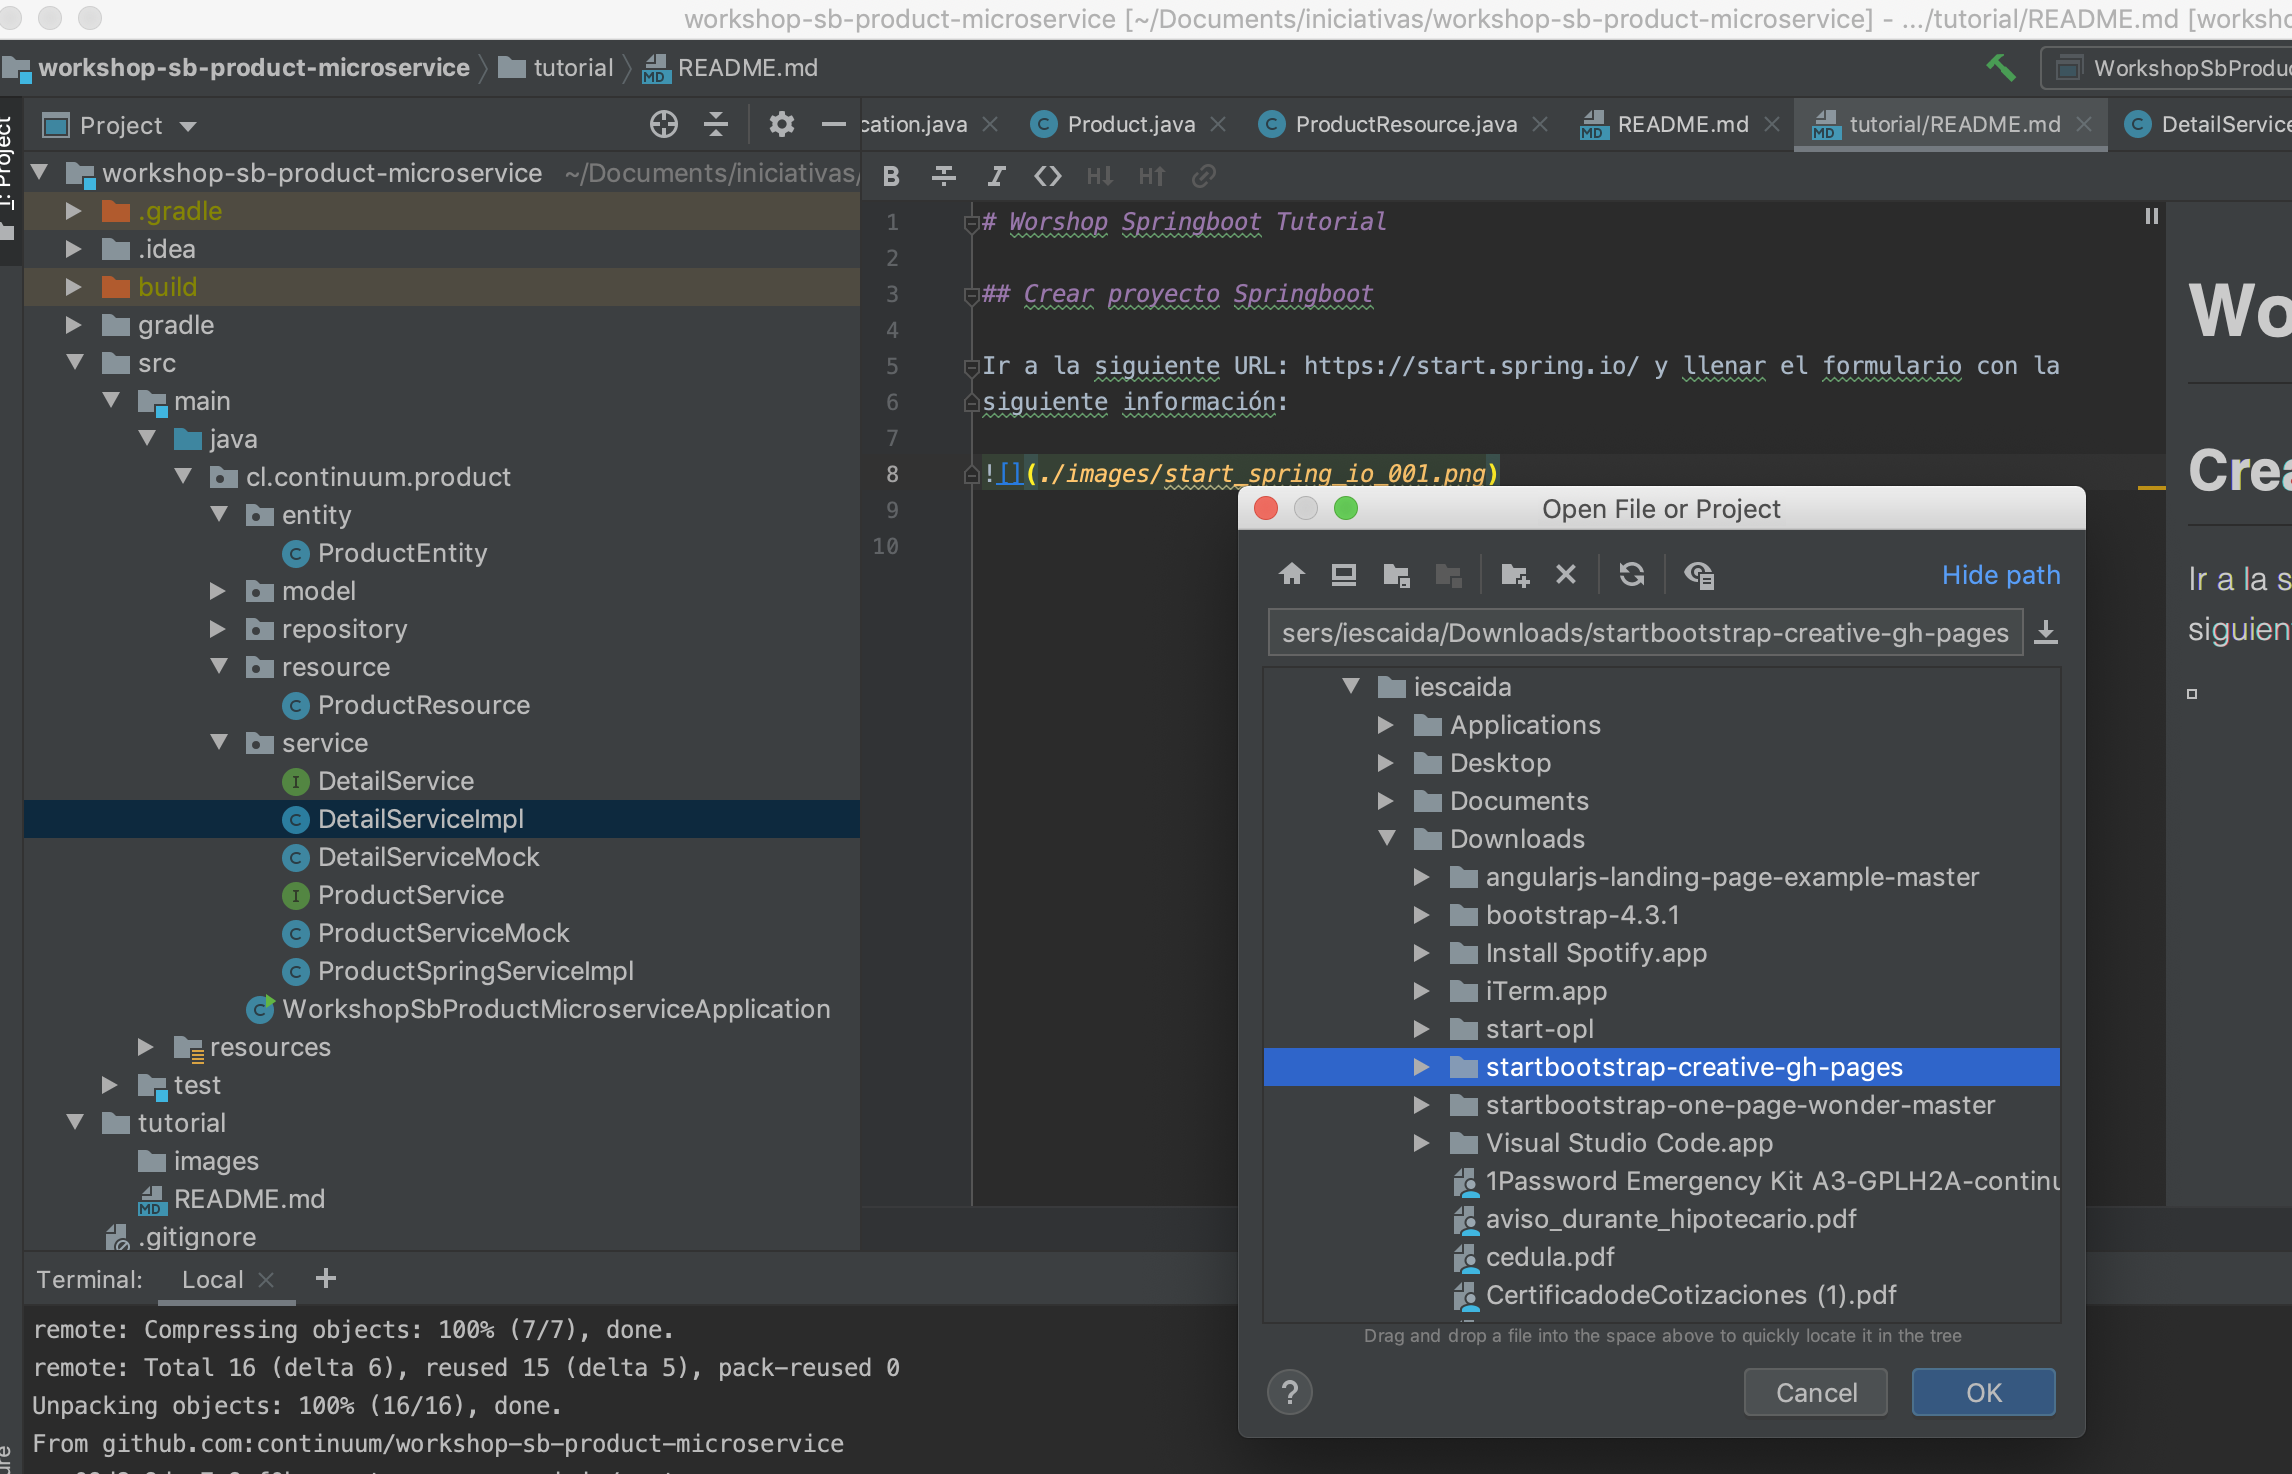 workshop-sb-product-microservice [~/Documents/iniciativas/workshop-sb-product-microservice] - .../tutorial/README.md
workshop-sb-product-microservice
tutorial
MD
README.md
WorkshopSbProduc
Project
cation.java
C
Product.java
C
ProductResource.java
MD
README.md
MD
tutorial/README.md
C
DetailService
workshop-sb-product-microservice ~/Documents/iniciativas/
.gradle
.idea
build
gradle
src
main
java
cl.continuum.product
entity
C ProductEntity
model
repository
resource
C ProductResource
service
I DetailService
C DetailServiceImpl
C DetailServiceMock
I ProductService
C ProductServiceMock
C ProductSpringServiceImpl
C WorkshopSbProductMicroserviceApplication
resources
test
tutorial
images
MD README.md
.gitignore
B
I
<>
H↓
H↑
1 # Worshop Springboot Tutorial
2
3 ## Crear proyecto Springboot
4
5 Ir a la siguiente URL: https://start.spring.io/ y llenar el formulario con la
6 siguiente información:
7
8 ![](./images/start_spring_io_001.png)
9
10
Wo
Crea
Ir a la s
siguien
Open File or Project
Hide path
sers/iescaida/Downloads/startbootstrap-creative-gh-pages
iescaida
Applications
Desktop
Documents
Downloads
angularjs-landing-page-example-master
bootstrap-4.3.1
Install Spotify.app
iTerm.app
start-opl
startbootstrap-creative-gh-pages
startbootstrap-one-page-wonder-master
Visual Studio Code.app
1Password Emergency Kit A3-GPLH2A-continu
aviso_durante_hipotecario.pdf
cedula.pdf
CertificadodeCotizaciones (1).pdf
Drag and drop a file into the space above to quickly locate it in the tree
?
Cancel
OK
Terminal:
Local
+
remote: Compressing objects: 100% (7/7), done.
remote: Total 16 (delta 6), reused 15 (delta 5), pack-reused 0
Unpacking objects: 100% (16/16), done.
From github.com:continuum/workshop-sb-product-microservice